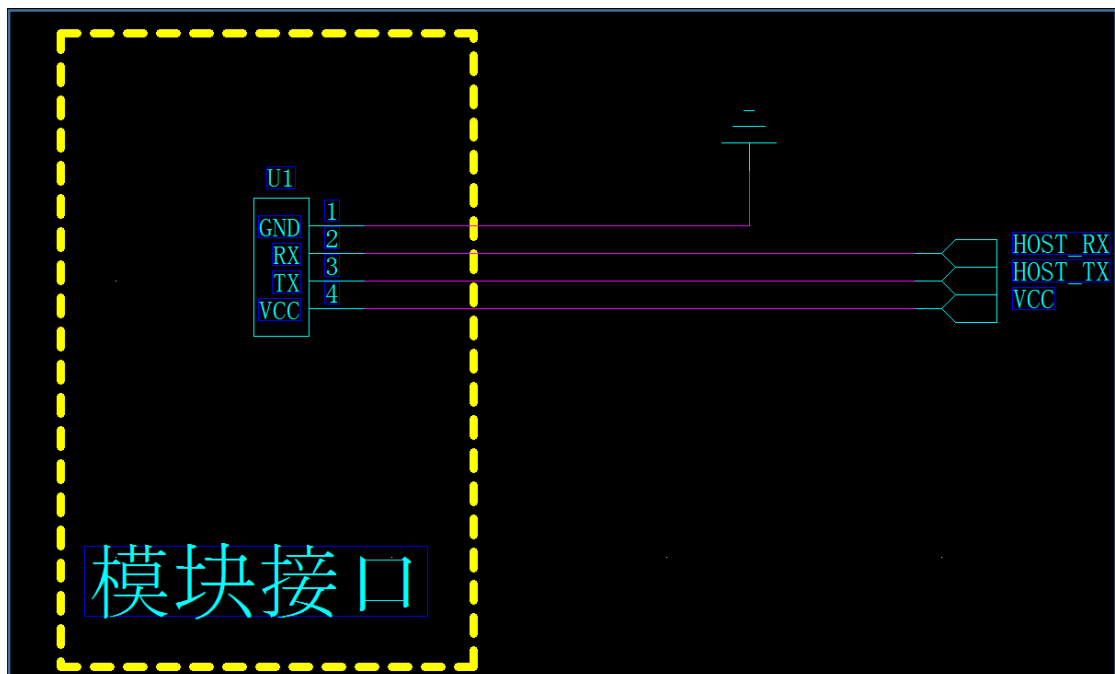 U1
GND 1
RX 2
TX 3
VCC 4
HOST_RX
HOST_TX
VCC
模块接口